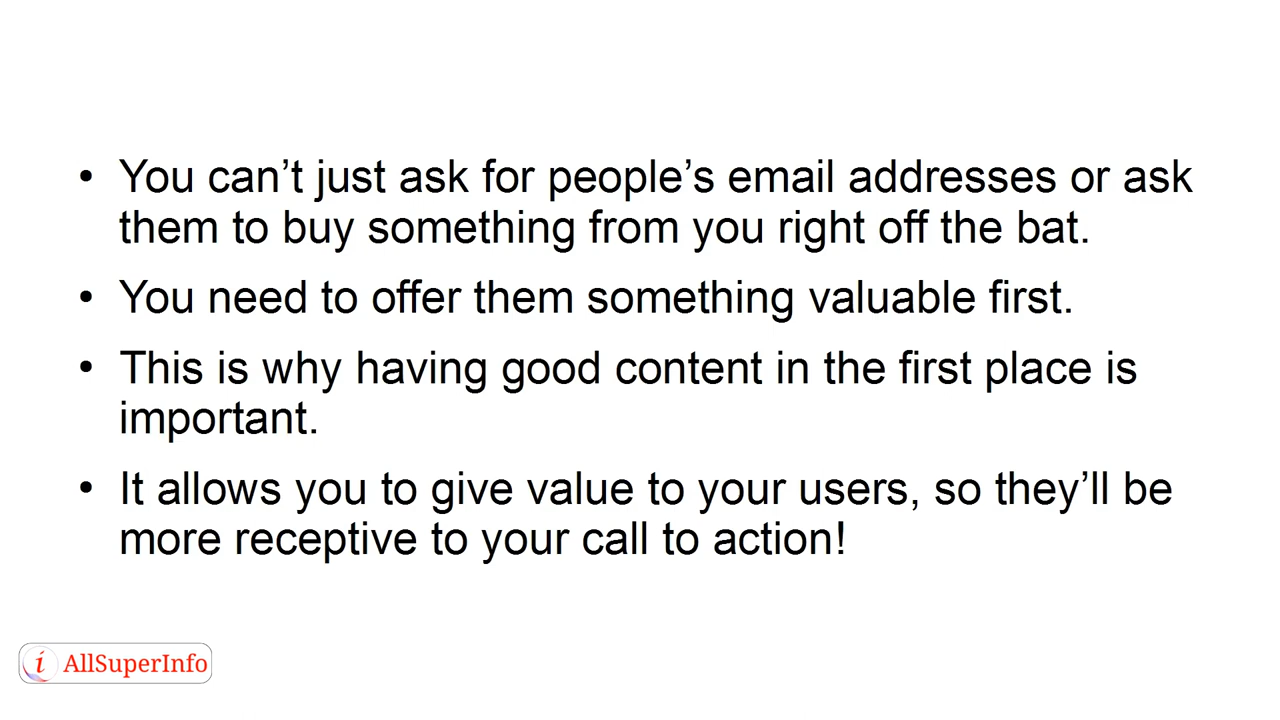 • You can’t just ask for people’s email addresses or ask
them to buy something from you right off the bat.
• You need to offer them something valuable first.
• This is why having good content in the first place is
important.
• It allows you to give value to your users, so they’ll be
more receptive to your call to action!
i AllSuperInfo